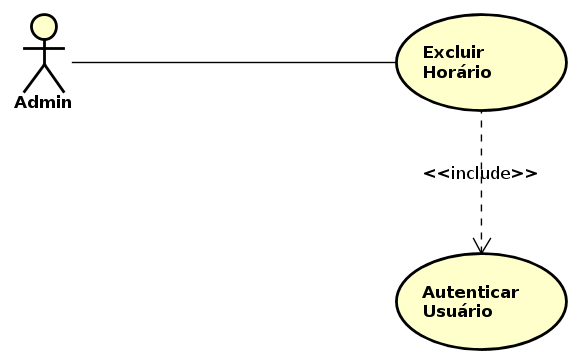 Admin
Excluir
Horário
<<include>>
Autenticar
Usuário